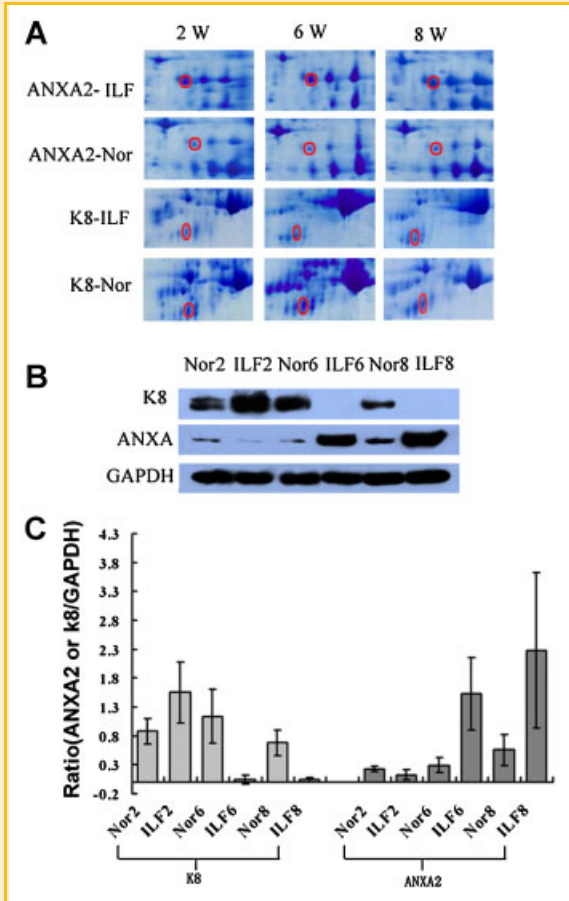 A
2 W 6 W 8 W
ANXA2- ILF
ANXA2-Nor
K8-ILF
K8-Nor
B
Nor2 ILF2 Nor6 ILF6 Nor8 ILF8
K8
ANXA
GAPDH
C
Ratio(ANXA2 or k8/GAPDH)
4.3
3.8
3.3
2.8
2.3
1.8
1.3
0.8
0.3
-0.2
Nor2 ILF2 Nor6 ILF6 Nor8 ILF8 Nor2 ILF2 Nor6 ILF6 Nor8 ILF8
K8 ANXA2